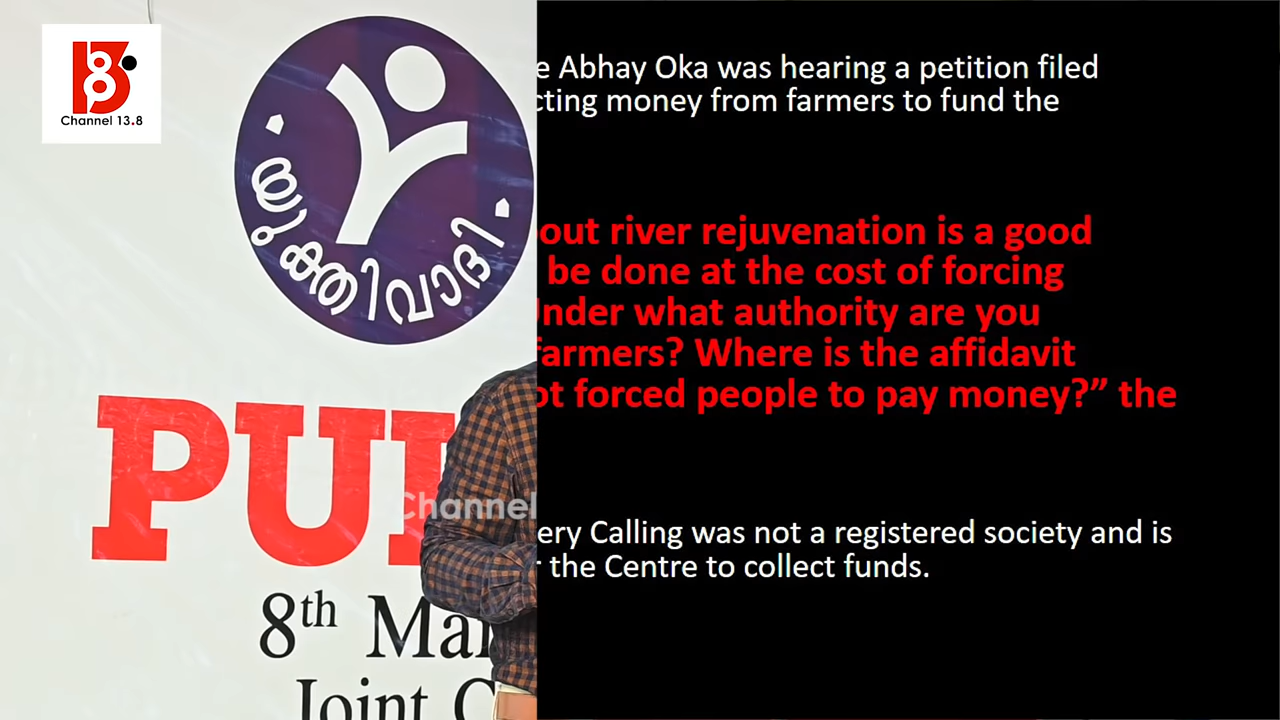 13.8
Channel 13.8
യുക്തിവാദി
PU
8th Mar
Joint C
Channel
e Abhay Oka was hearing a petition filed
cting money from farmers to fund the
out river rejuvenation is a good
be done at the cost of forcing
Under what authority are you
farmers? Where is the affidavit
ot forced people to pay money?” the
ery Calling was not a registered society and is
the Centre to collect funds.